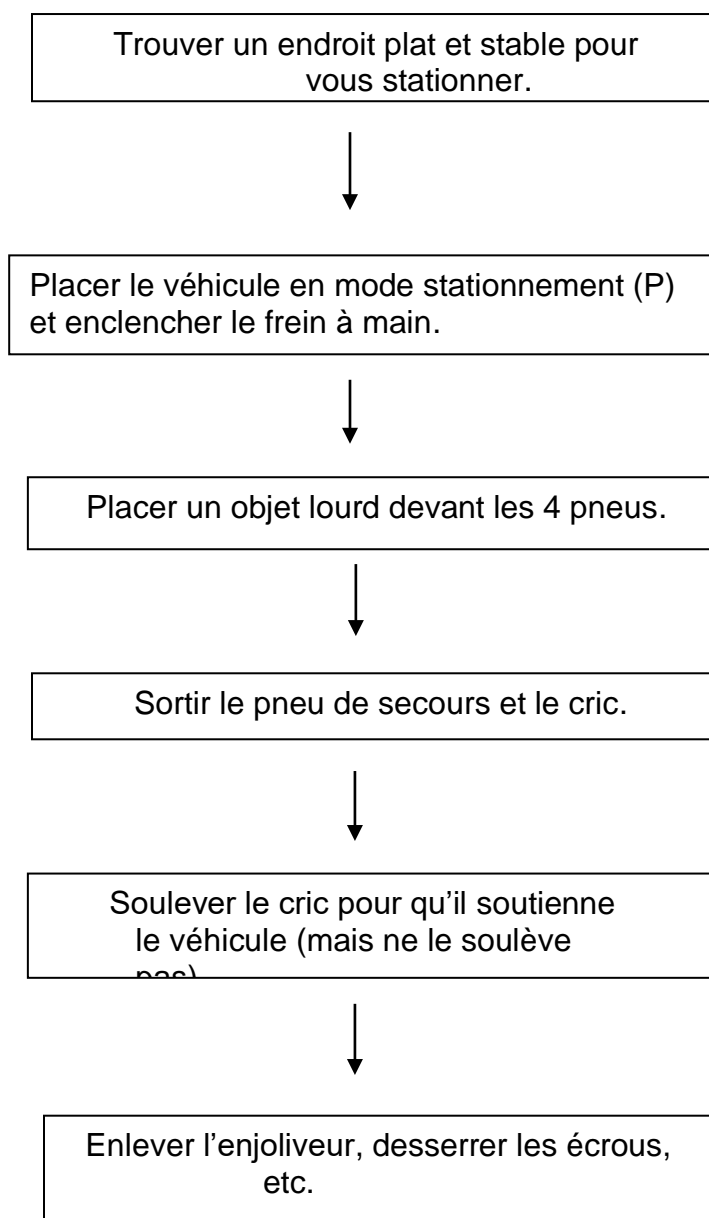 Trouver un endroit plat et stable pour
vous stationner.
Placer le véhicule en mode stationnement (P)
et enclencher le frein à main.
Placer un objet lourd devant les 4 pneus.
Sortir le pneu de secours et le cric.
Soulever le cric pour qu’il soutienne
le véhicule (mais ne le soulève
pas)
Enlever l’enjoliveur, desserrer les écrous,
etc.